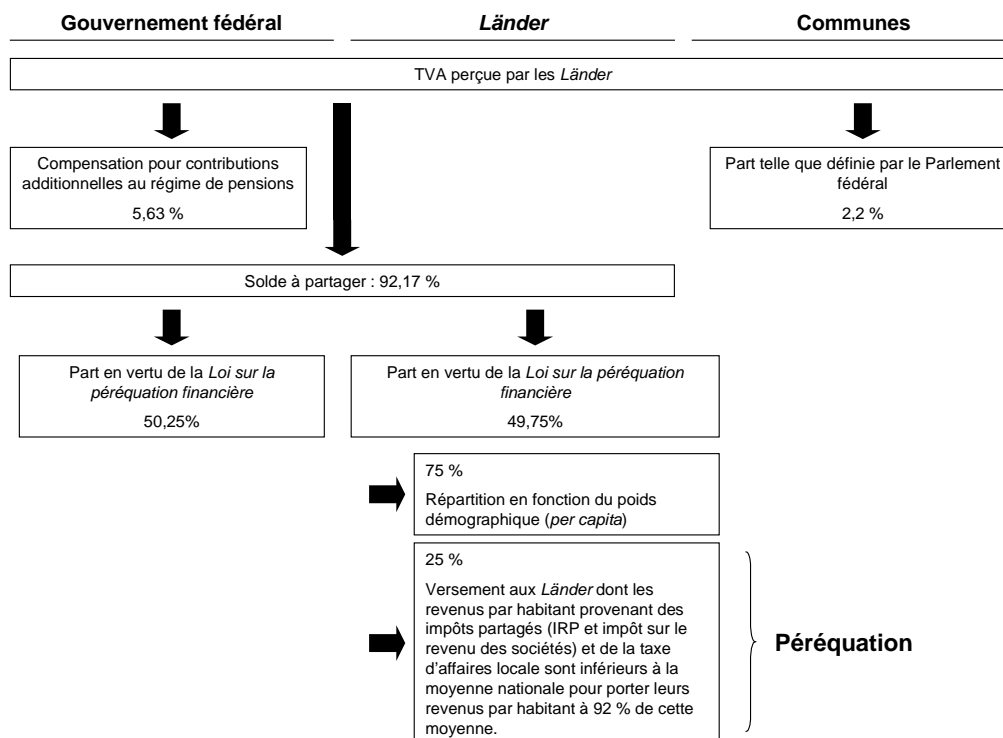 Gouvernement fédéral
Länder
Communes
TVA perçue par les Länder
Compensation pour contributions
additionnelles au régime de pensions
5,63 %
Part telle que définie par le Parlement
fédéral
2,2 %
Solde à partager : 92,17 %
Part en vertu de la Loi sur la
péréquation financière
50,25%
Part en vertu de la Loi sur la péréquation
financière
49,75%
75 %
Répartition en fonction du poids
démographique (per capita)
25 %
Versement aux Länder dont les
revenus par habitant provenant des
impôts partagés (IRP et impôt sur le
revenu des sociétés) et de la taxe
d'affaires locale sont inférieurs à la
moyenne nationale pour porter leurs
revenus par habitant à 92 % de cette
moyenne.
Péréquation